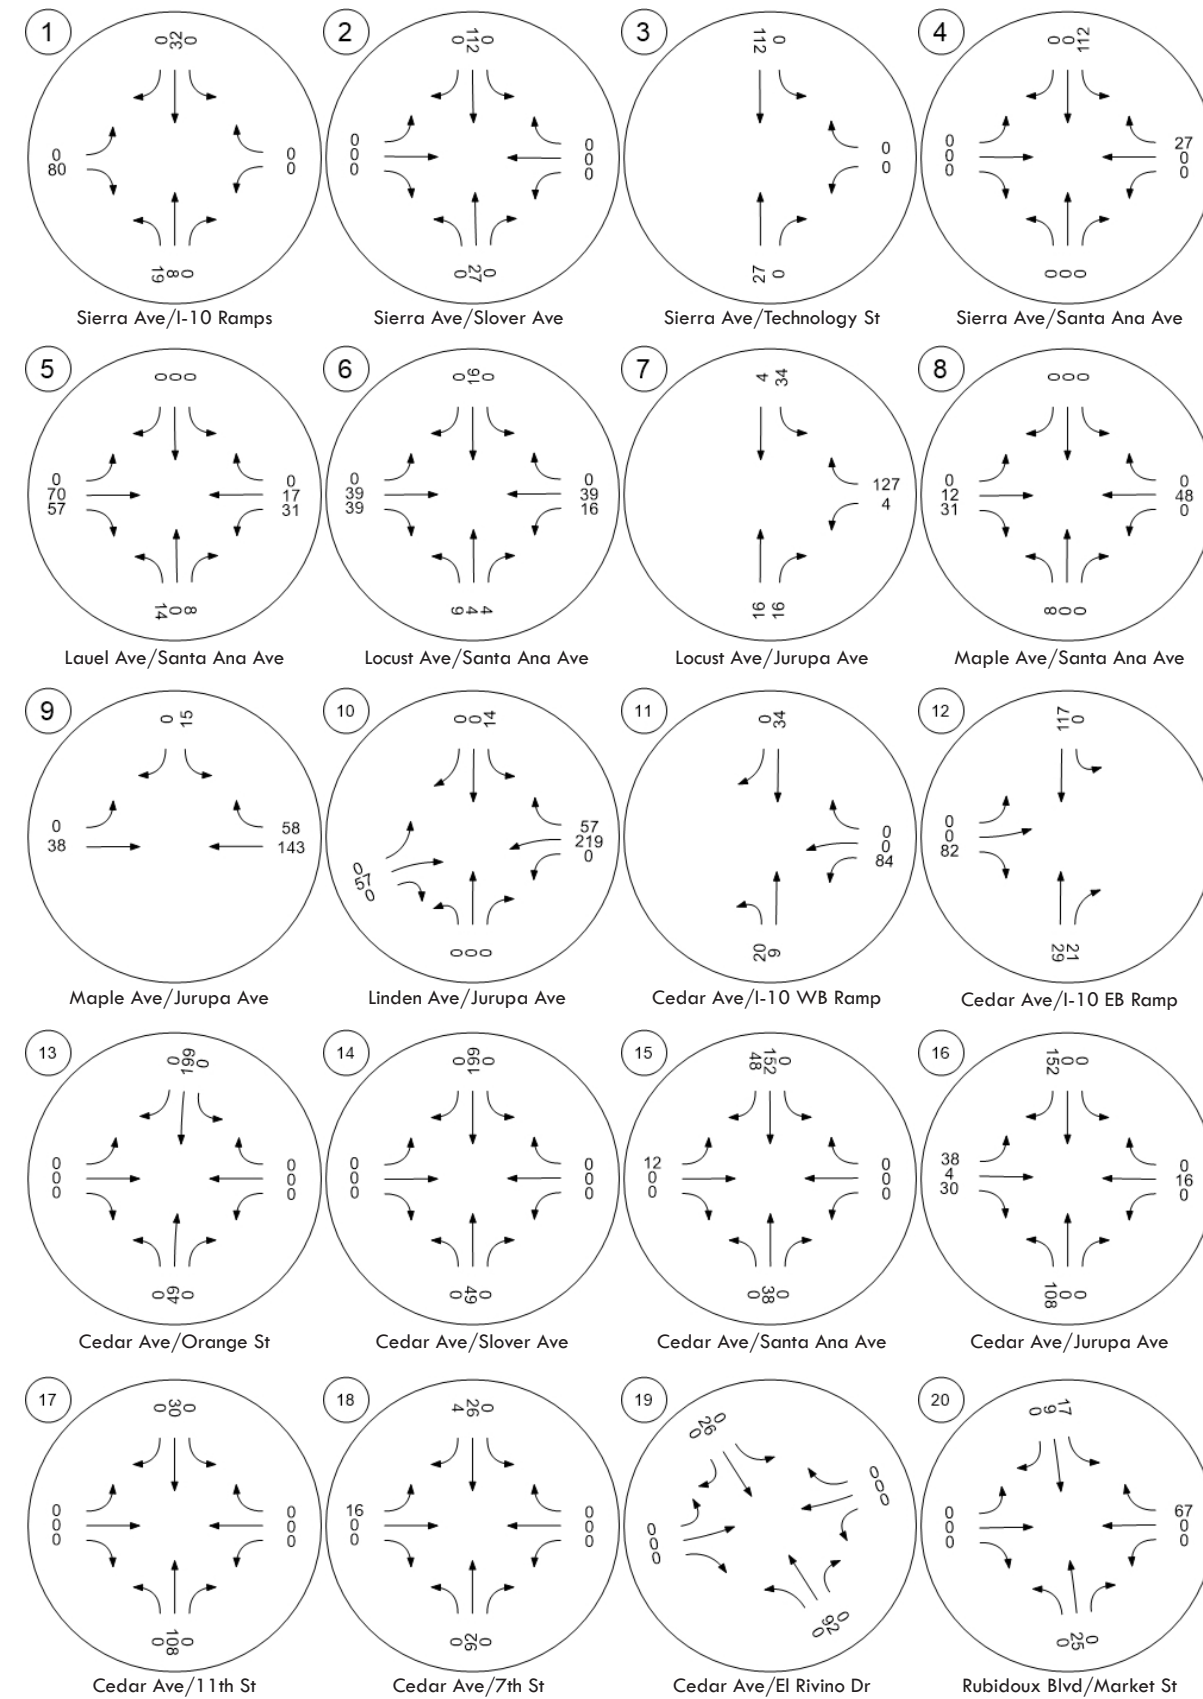 1
0 32 0
0
80
0
0
19 8 0
Sierra Ave/I-10 Ramps
2
0 112 0
0
0
0
0
0
0
0 27 0
Sierra Ave/Slover Ave
3
112 0
0
0
27 0
Sierra Ave/Technology St
4
0 0 112
0
0
0
27
0
0
0 0 0
Sierra Ave/Santa Ana Ave
5
0 0 0
0
70
57
0
17
31
14 0 8
Lauel Ave/Santa Ana Ave
6
0 16 0
0
39
39
0
39
16
9 4 4
Locust Ave/Santa Ana Ave
7
4 34
127
4
16 16
Locust Ave/Jurupa Ave
8
0 0 0
0
12
31
0
48
0
8 0 0
Maple Ave/Santa Ana Ave
9
0 15
0
38
58
143
Maple Ave/Jurupa Ave
10
0 0 14
0
57
0
57
219
0
0 0 0
Linden Ave/Jurupa Ave
11
0 34
0
0
84
20 9
Cedar Ave/I-10 WB Ramp
12
117 0
0
0
82
29 21
Cedar Ave/I-10 EB Ramp
13
0 199 0
0
0
0
0
0
0
0 49 0
Cedar Ave/Orange St
14
0 199 0
0
0
0
0
0
0
0 49 0
Cedar Ave/Slover Ave
15
48 152 0
12
0
0
0
0
0
0 38 0
Cedar Ave/Santa Ana Ave
16
152 0 0
38
4
30
0
16
0
108 0 0
Cedar Ave/Jurupa Ave
17
0 30 0
0
0
0
0
0
0
0 108 0
Cedar Ave/11th St
18
4 26 0
16
0
0
0
0
0
0 92 0
Cedar Ave/7th St
19
0 26 0
0
0
0
0
0
0
0 92 0
Cedar Ave/El Rivino Dr
20
0 9 17
0
0
0
67
0
0
0 25 0
Rubidoux Blvd/Market St